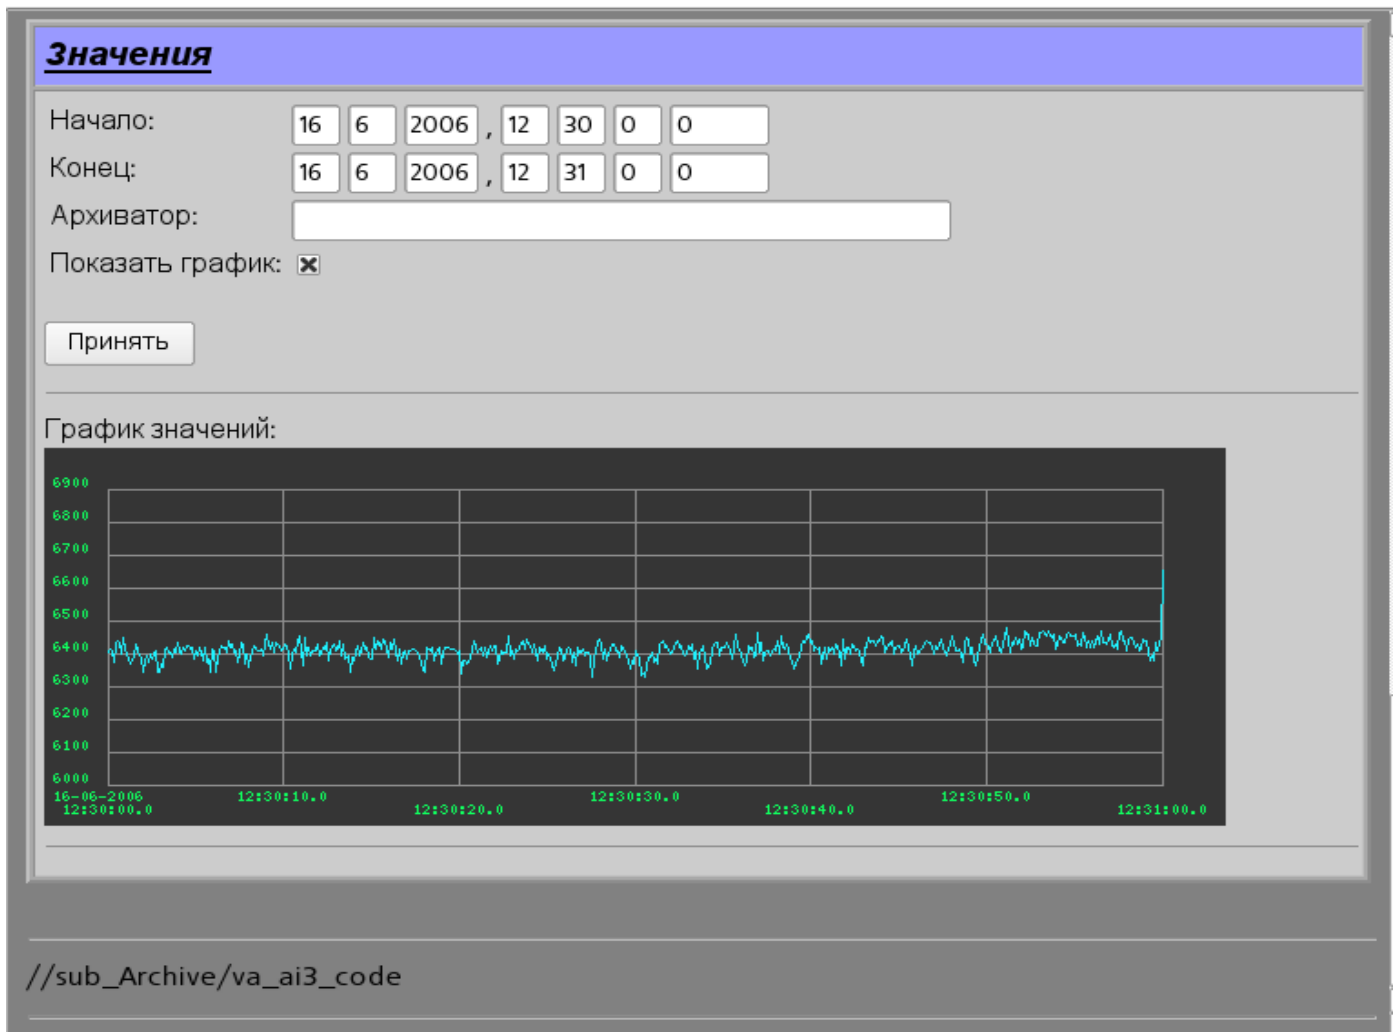 Значения
Начало: 16 6 2006 , 12 30 0 0
Конец: 16 6 2006 , 12 31 0 0
Архиватор:
Показать график:
Принять
График значений:
6900
6800
6700
6600
6500
6400
6300
6200
6100
6000
16-06-2006
12:30:00.0 12:30:10.0 12:30:20.0 12:30:30.0 12:30:40.0 12:30:50.0 12:31:00.0
//sub_Archive/va_ai3_code